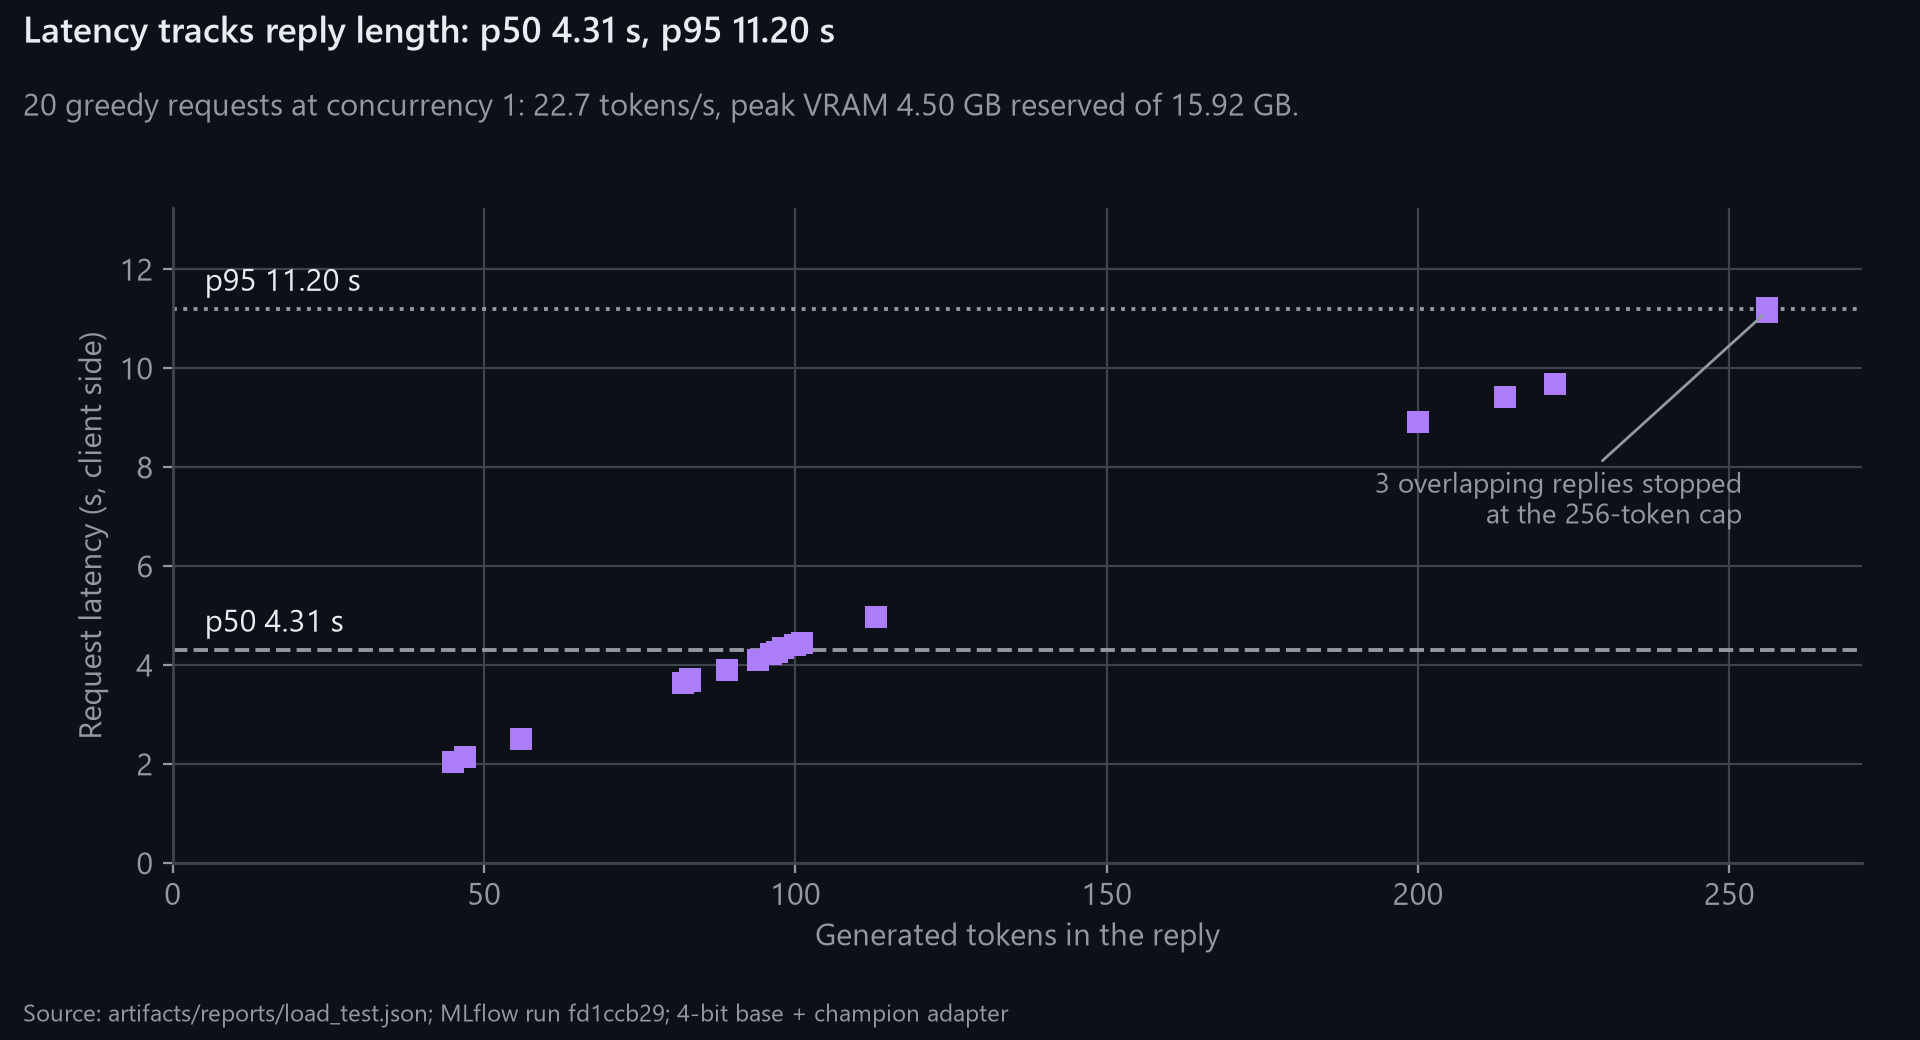 Latency tracks reply length: p50 4.31 s, p95 11.20 s
20 greedy requests at concurrency 1: 22.7 tokens/s, peak VRAM 4.50 GB reserved of 15.92 GB.
Request latency (s, client side)
12
10
8
6
4
2
0
p95 11.20 s
3 overlapping replies stopped
at the 256-token cap
p50 4.31 s
0
50
100
150
200
250
Generated tokens in the reply
Source: artifacts/reports/load_test.json; MLflow run fd1ccb29; 4-bit base + champion adapter